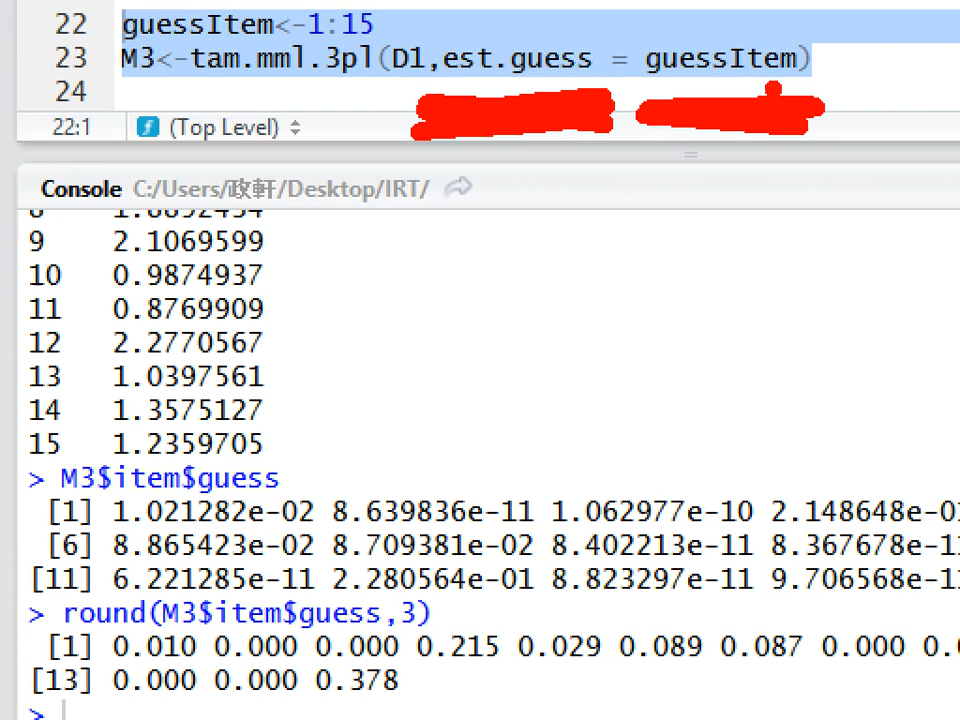 22 guessItem<-1:15
23 M3<-tam.mml.3pl(D1,est.guess = guessItem)
24
22:1 (Top Level)
Console C:/Users/政軒/Desktop/IRT/
9 2.1069599
10 0.9874937
11 0.8769909
12 2.2770567
13 1.0397561
14 1.3575127
15 1.2359705
> M3$item$guess
[1] 1.021282e-02 8.639836e-11 1.062977e-10 2.148648e-01
[6] 8.865423e-02 8.709381e-02 8.402213e-11 8.367678e-11
[11] 6.221285e-11 2.280564e-01 8.823297e-11 9.706568e-11
> round(M3$item$guess,3)
[1] 0.010 0.000 0.000 0.215 0.029 0.089 0.087 0.000 0.0
[13] 0.000 0.000 0.378
>